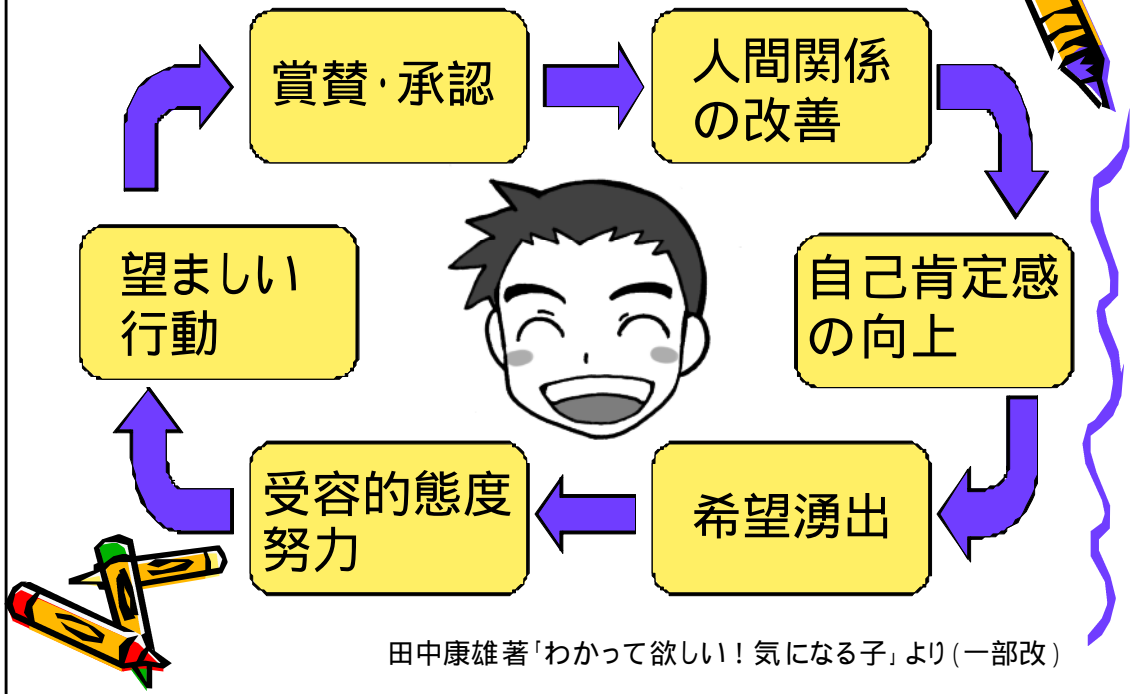 賞賛・承認
人間関係
の改善
自己肯定感
の向上
希望湧出
受容的態度
努力
望ましい
行動
田中康雄著「わかって欲しい！気になる子」より(一部改)